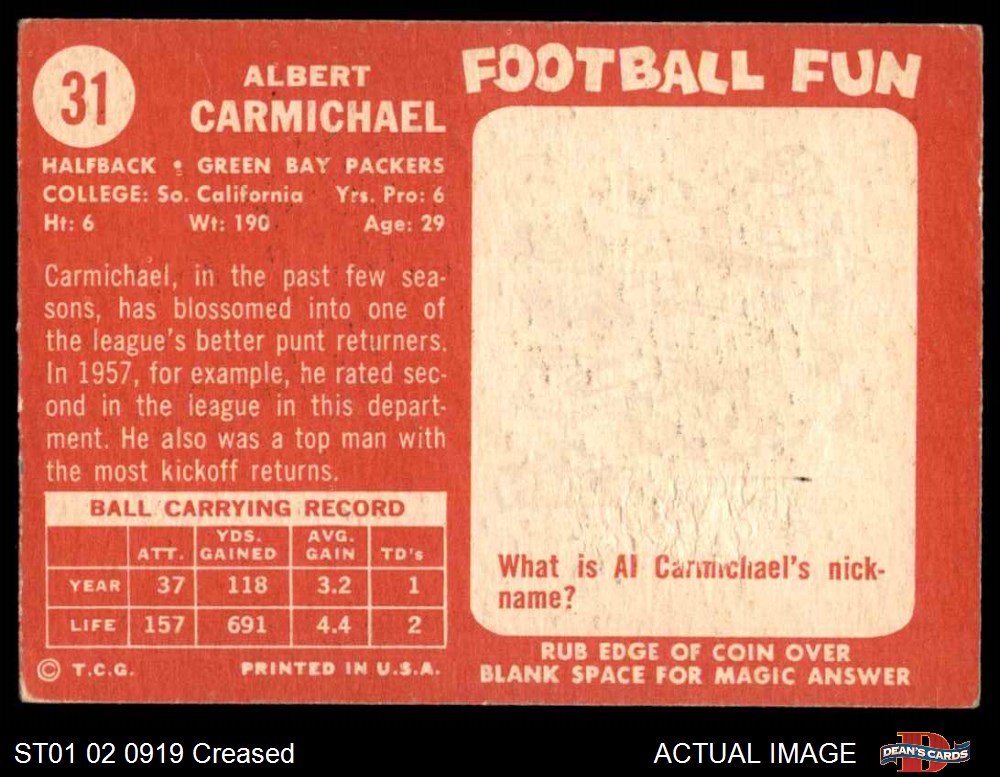 31
ALBERT
CARMICHAEL
HALFBACK • GREEN BAY PACKERS
COLLEGE: So. California Yrs. Pro: 6
Ht: 6 Wt: 190 Age: 29
Carmichael, in the past few sea-
sons, has blossomed into one of
the league's better punt returners.
In 1957, for example, he rated sec-
ond in the league in this depart-
ment. He also was a top man with
the most kickoff returns.
BALL CARRYING RECORD
ATT. YDS. GAINED AVG. GAIN TD's
YEAR 37 118 3.2 1
LIFE 157 691 4.4 2
© T.C.G. PRINTED IN U.S.A.
FOOTBALL FUN
What is Al Carmichael's nick-
name?
RUB EDGE OF COIN OVER
BLANK SPACE FOR MAGIC ANSWER
ST01 02 0919 Creased
ACTUAL IMAGE
DEAN'S CARDS